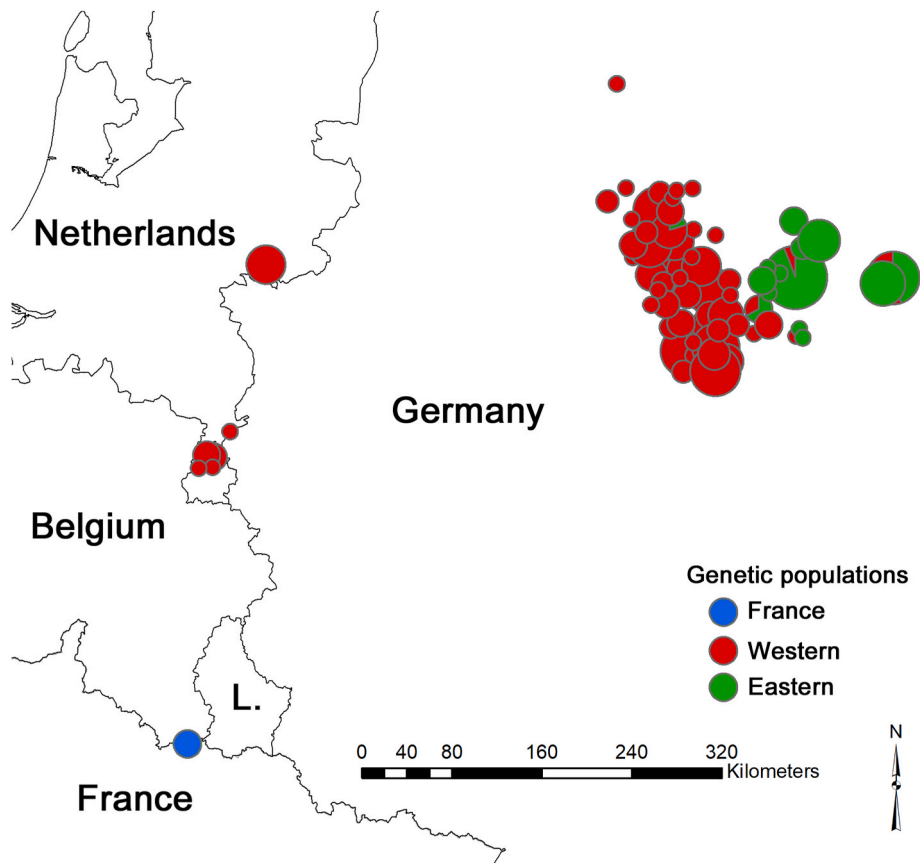 Netherlands
Germany
Belgium
Genetic populations
France
Western
Eastern
L.
N
0 40 80 160 240 320
Kilometers
France